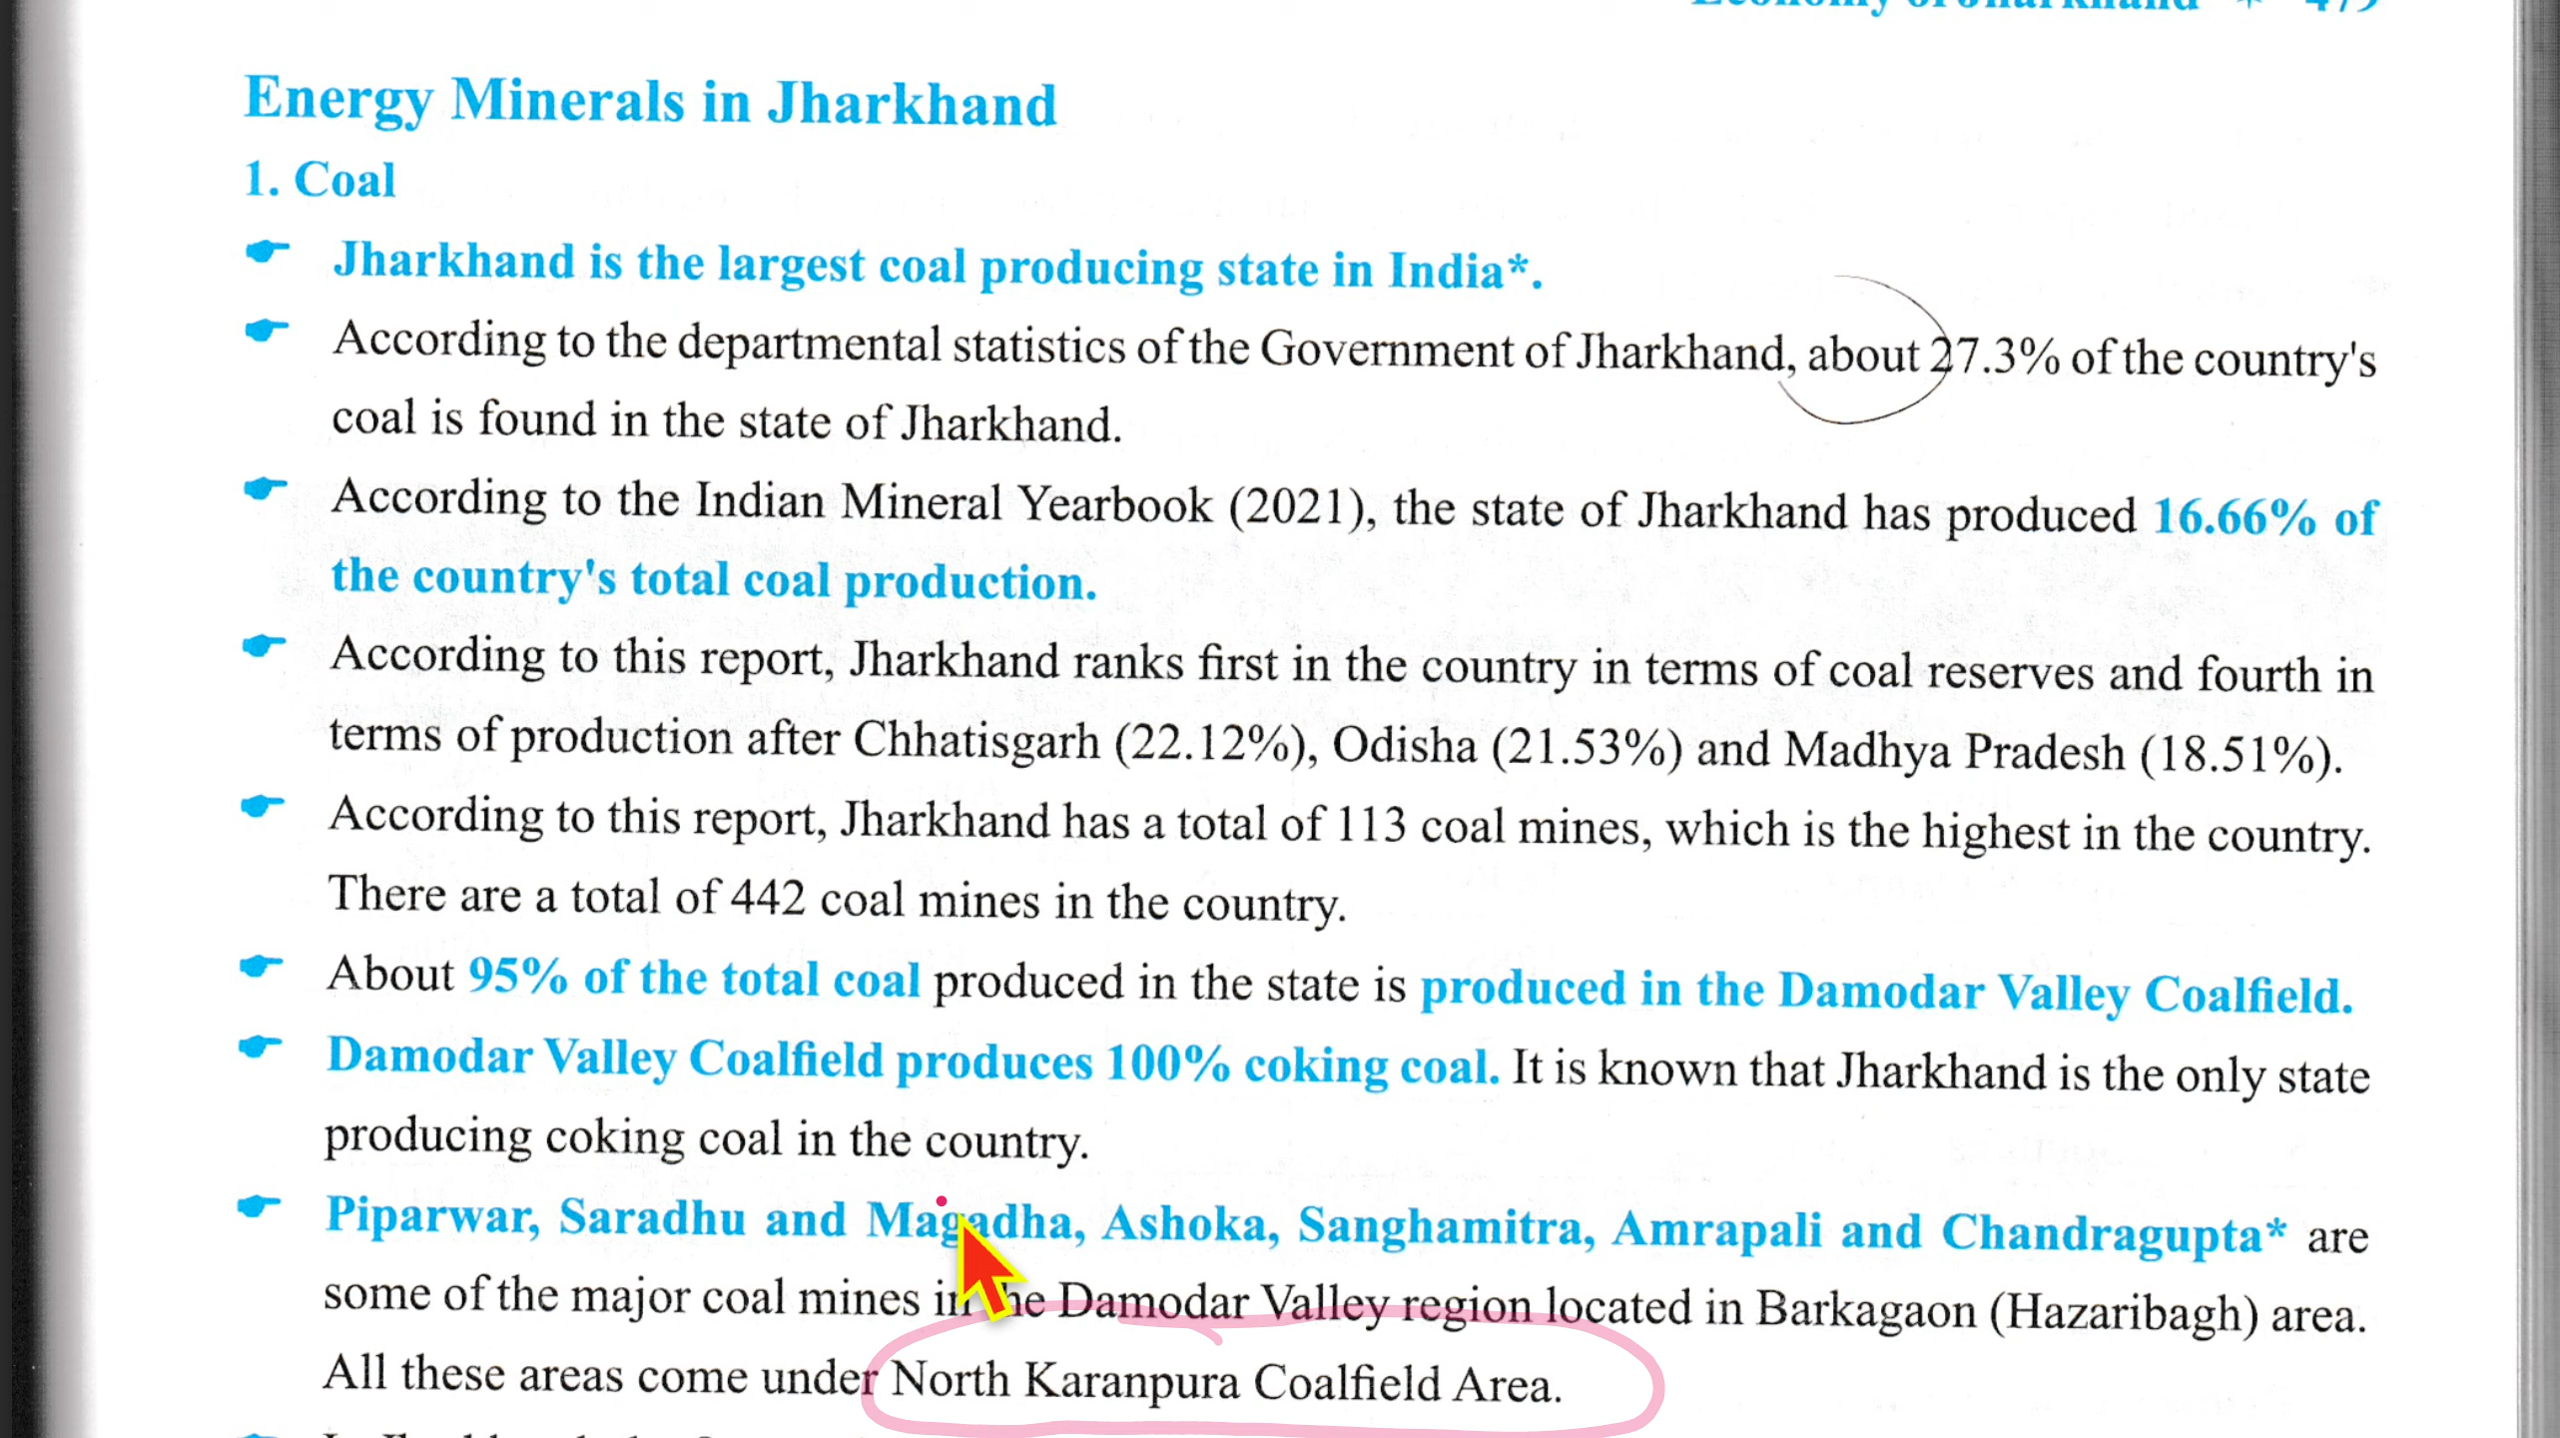 Energy Minerals in Jharkhand
1. Coal
Jharkhand is the largest coal producing state in India*.
According to the departmental statistics of the Government of Jharkhand, about 27.3% of the country's
coal is found in the state of Jharkhand.
According to the Indian Mineral Yearbook (2021), the state of Jharkhand has produced 16.66% of
the country's total coal production.
According to this report, Jharkhand ranks first in the country in terms of coal reserves and fourth in
terms of production after Chhatisgarh (22.12%), Odisha (21.53%) and Madhya Pradesh (18.51%).
According to this report, Jharkhand has a total of 113 coal mines, which is the highest in the country.
There are a total of 442 coal mines in the country.
About 95% of the total coal produced in the state is produced in the Damodar Valley Coalfield.
Damodar Valley Coalfield produces 100% coking coal. It is known that Jharkhand is the only state
producing coking coal in the country.
Piparwar, Saradhu and Magadha, Ashoka, Sanghamitra, Amrapali and Chandragupta* are
some of the major coal mines in the Damodar Valley region located in Barkagaon (Hazaribagh) area.
All these areas come under North Karanpura Coalfield Area.